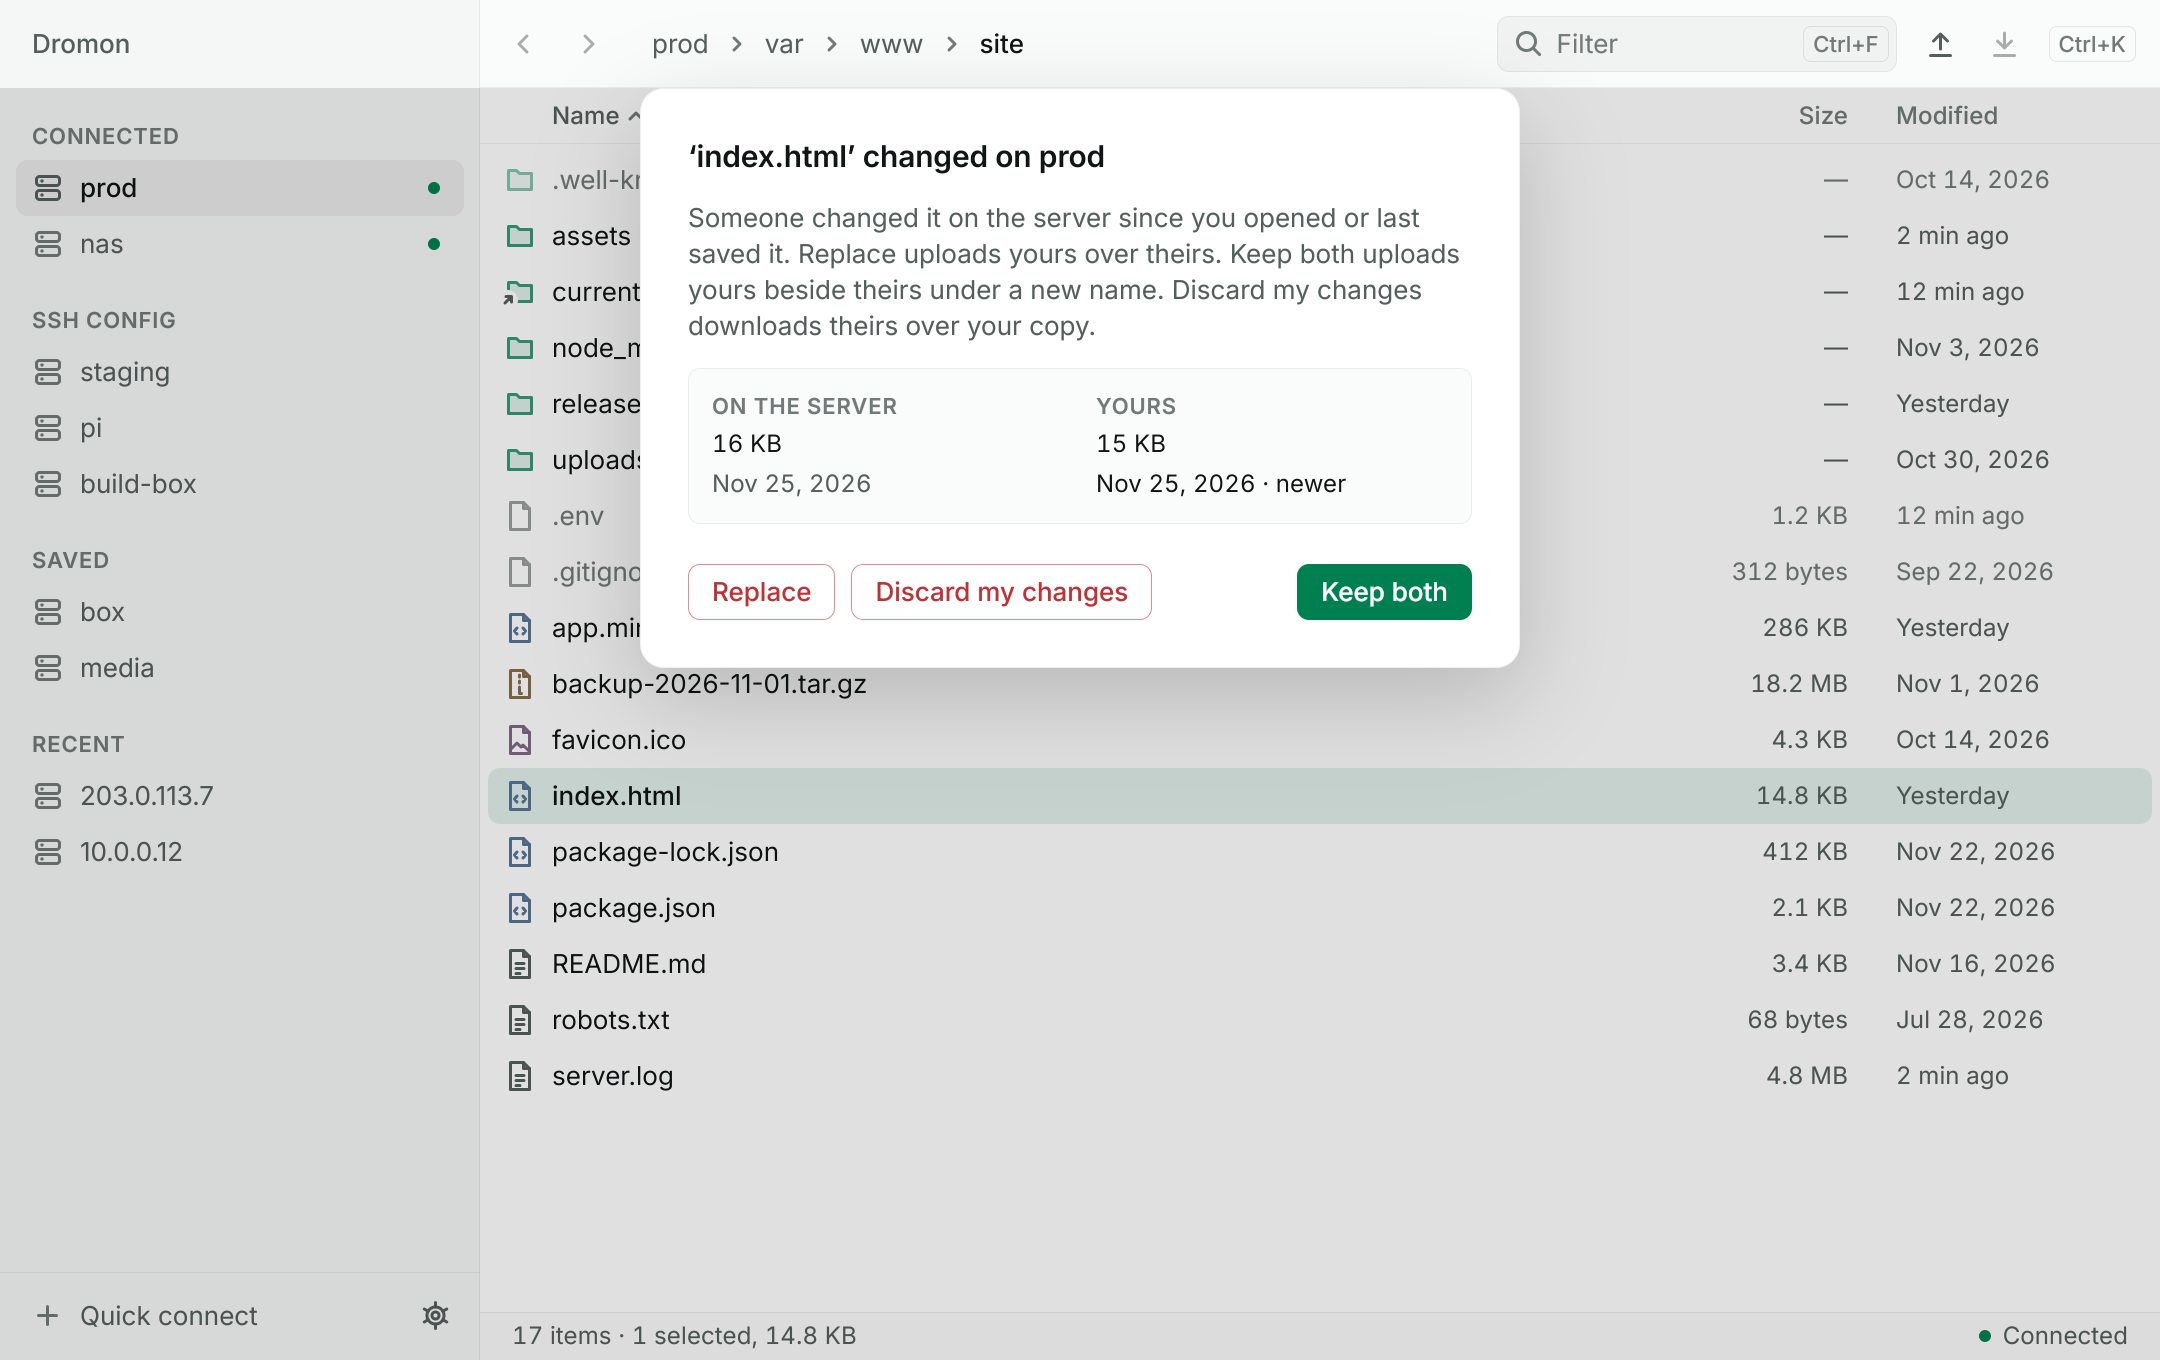 Dromon
prod
var
www
site
Filter
Ctrl+F
Ctrl+K
CONNECTED
prod
nas
SSH CONFIG
staging
pi
build-box
SAVED
box
media
RECENT
203.0.113.7
10.0.0.12
Quick connect
Name
Size
Modified
— Oct 14, 2026
assets — 2 min ago
current — 12 min ago
— Nov 3, 2026
— Yesterday
— Oct 30, 2026
.env 1.2 KB 12 min ago
312 bytes Sep 22, 2026
286 KB Yesterday
backup-2026-11-01.tar.gz 18.2 MB Nov 1, 2026
favicon.ico 4.3 KB Oct 14, 2026
index.html 14.8 KB Yesterday
package-lock.json 412 KB Nov 22, 2026
package.json 2.1 KB Nov 22, 2026
README.md 3.4 KB Nov 16, 2026
robots.txt 68 bytes Jul 28, 2026
server.log 4.8 MB 2 min ago
‘index.html’ changed on prod
Someone changed it on the server since you opened or last
saved it. Replace uploads yours over theirs. Keep both uploads
yours beside theirs under a new name. Discard my changes
downloads theirs over your copy.
ON THE SERVER
16 KB
Nov 25, 2026
YOURS
15 KB
Nov 25, 2026 · newer
Replace
Discard my changes
Keep both
17 items · 1 selected, 14.8 KB
Connected